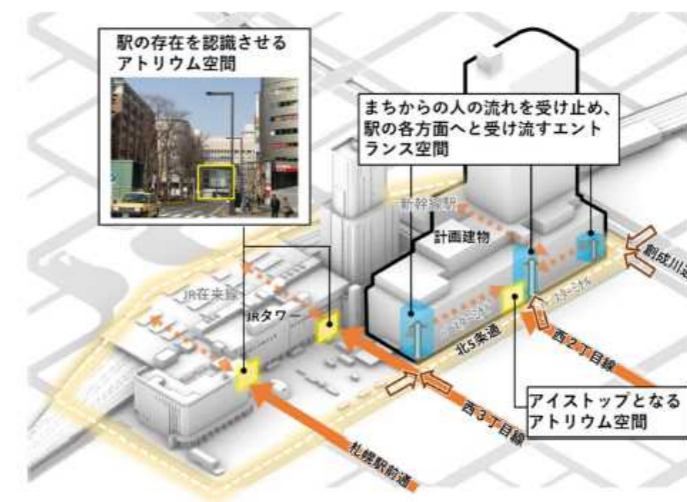 駅の存在を認識させる
アトリウム空間
まちからの人の流れを受け止め、
駅の各方面へと受け流すエント
ランス空間
新幹線駅
計画建物
創成川通
JR在来線
JRタワー
北5条通
西2丁目線
西3丁目線
アイストップとなる
アトリウム空間
札幌駅前通